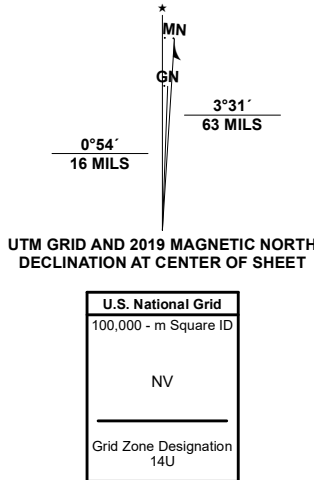 ★
MN
GN
3°31´
63 MILS
0°54´
16 MILS
UTM GRID AND 2019 MAGNETIC NORTH
DECLINATION AT CENTER OF SHEET
U.S. National Grid
100,000 - m Square ID
NV
Grid Zone Designation
14U